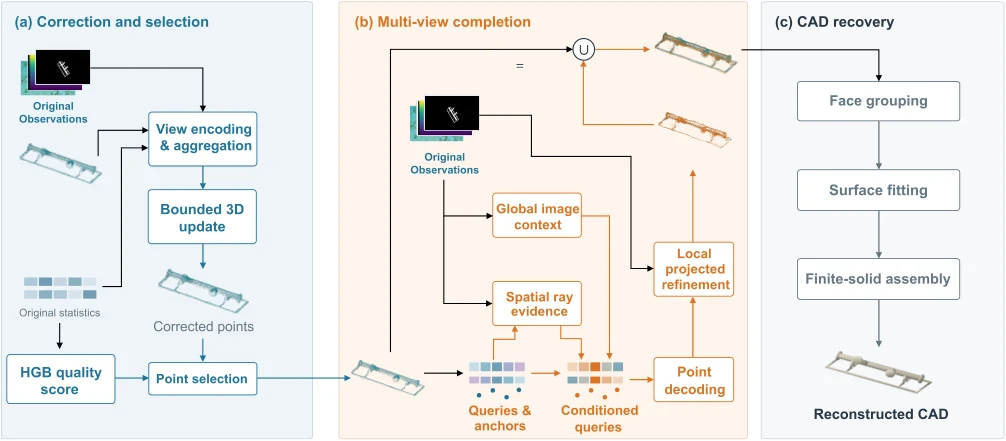 (a) Correction and selection
Original
Observations
View encoding
& aggregation
Bounded 3D
update
Original statistics
Corrected points
HGB quality
score
Point selection
(b) Multi-view completion
∪
=
Original
Observations
Global image
context
Spatial ray
evidence
Local
projected
refinement
Queries &
anchors
Conditioned
queries
Point
decoding
(c) CAD recovery
Face grouping
Surface fitting
Finite-solid assembly
Reconstructed CAD